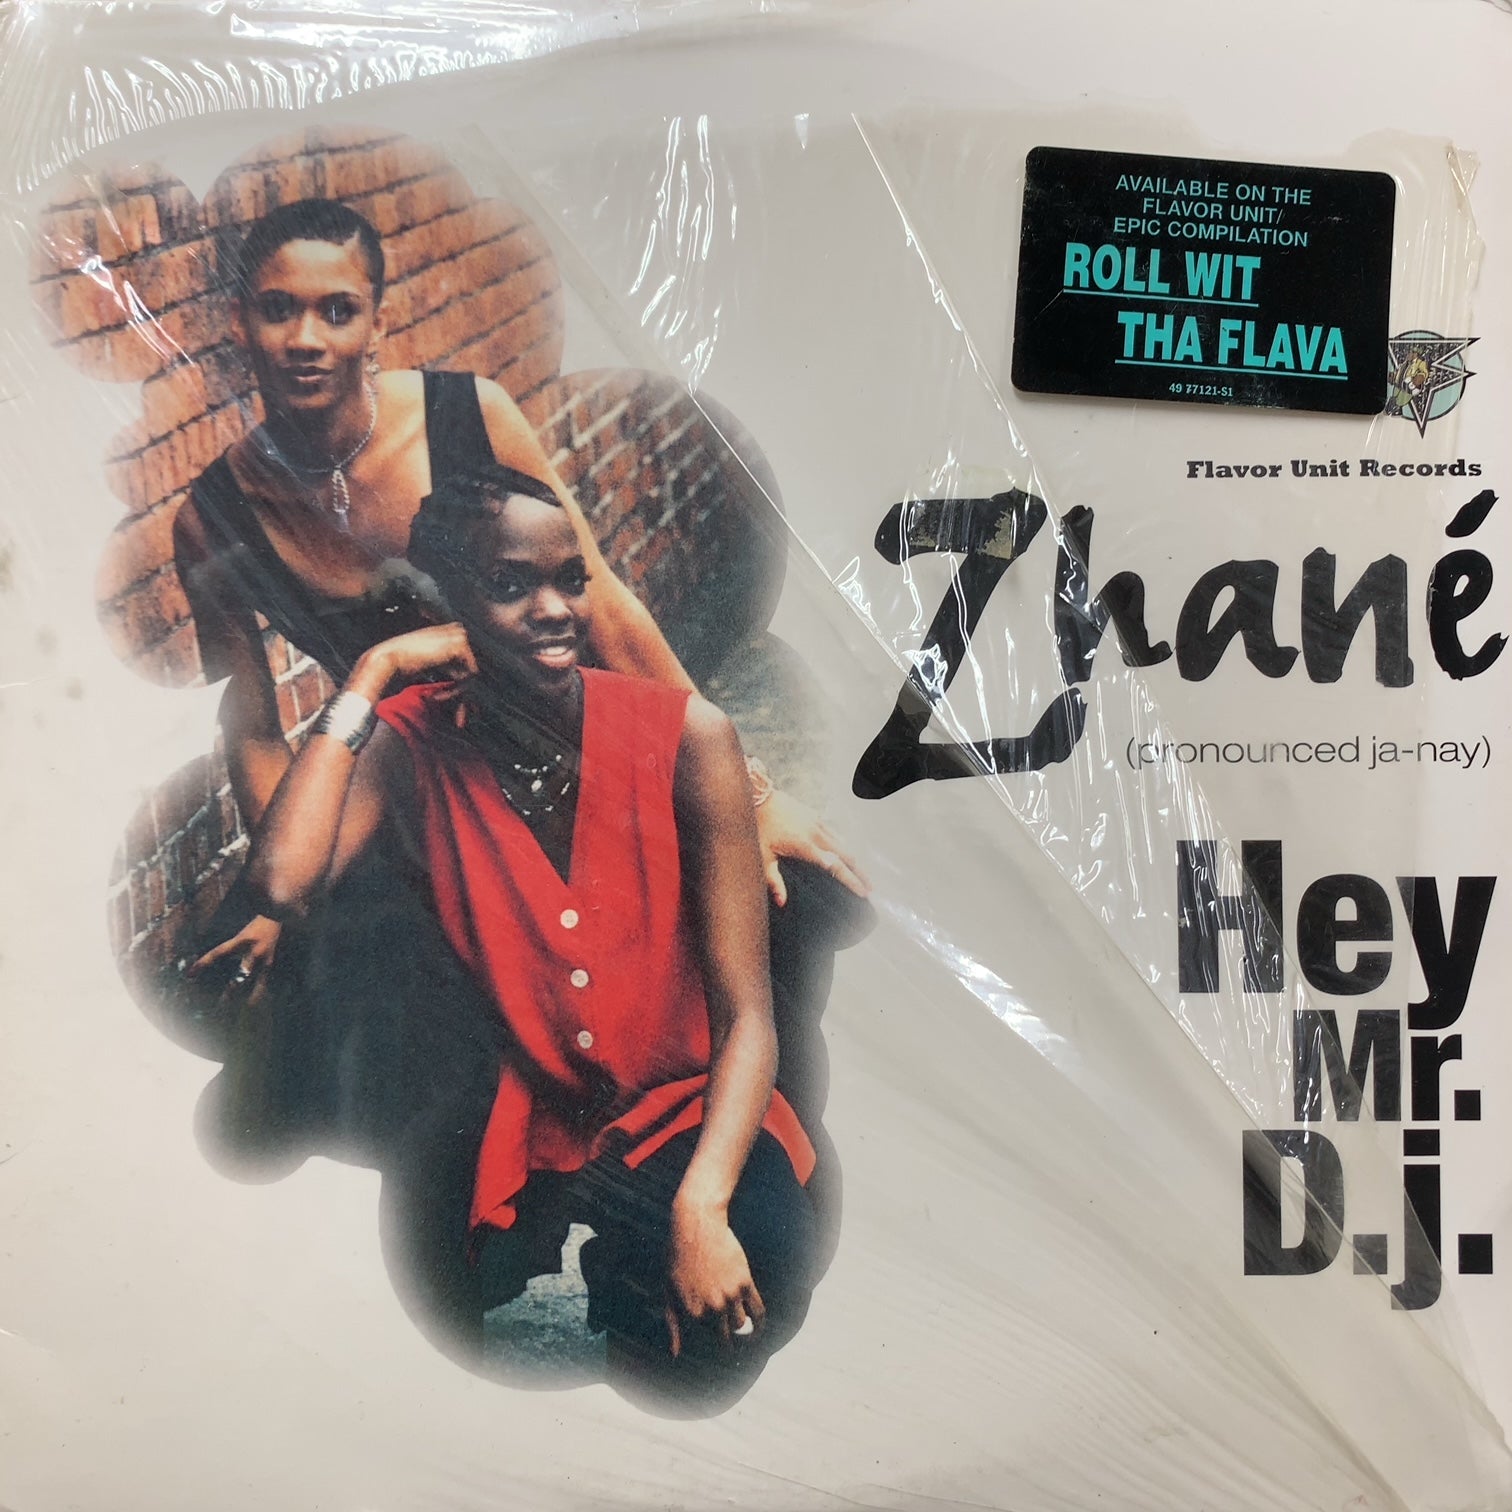 AVAILABLE ON THE
FLAVOR UNIT/
EPIC COMPILATION
ROLL WIT
THA FLAVA
49 77121-S1
Flavor Unit Records
Zhané
(pronounced ja-nay)
Hey
Mr.
D.j.